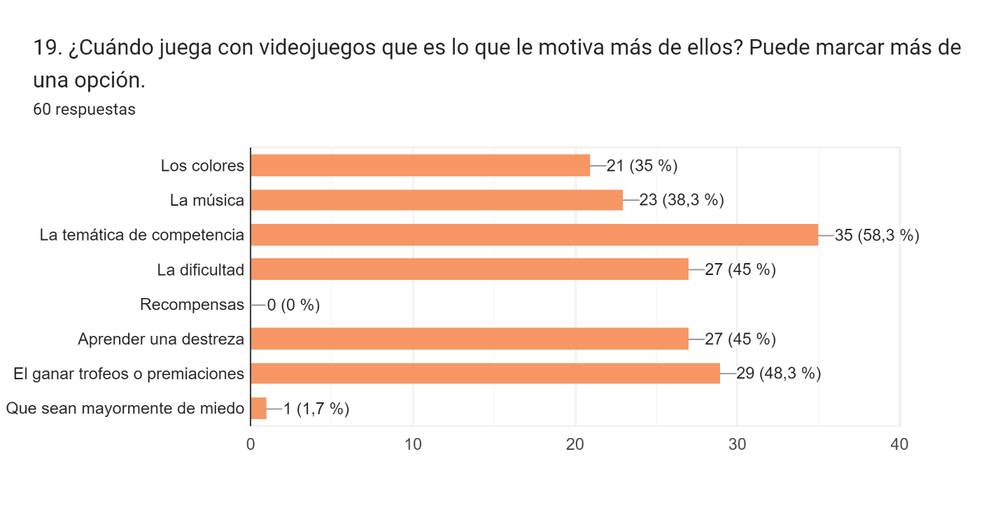 19. ¿Cuándo juega con videojuegos que es lo que le motiva más de ellos? Puede marcar más de
una opción.
60 respuestas
Los colores 21 (35 %)
La música 23 (38,3 %)
La temática de competencia 35 (58,3 %)
La dificultad 27 (45 %)
Recompensas 0 (0 %)
Aprender una destreza 27 (45 %)
El ganar trofeos o premiaciones 29 (48,3 %)
Que sean mayormente de miedo 1 (1,7 %)
0 10 20 30 40